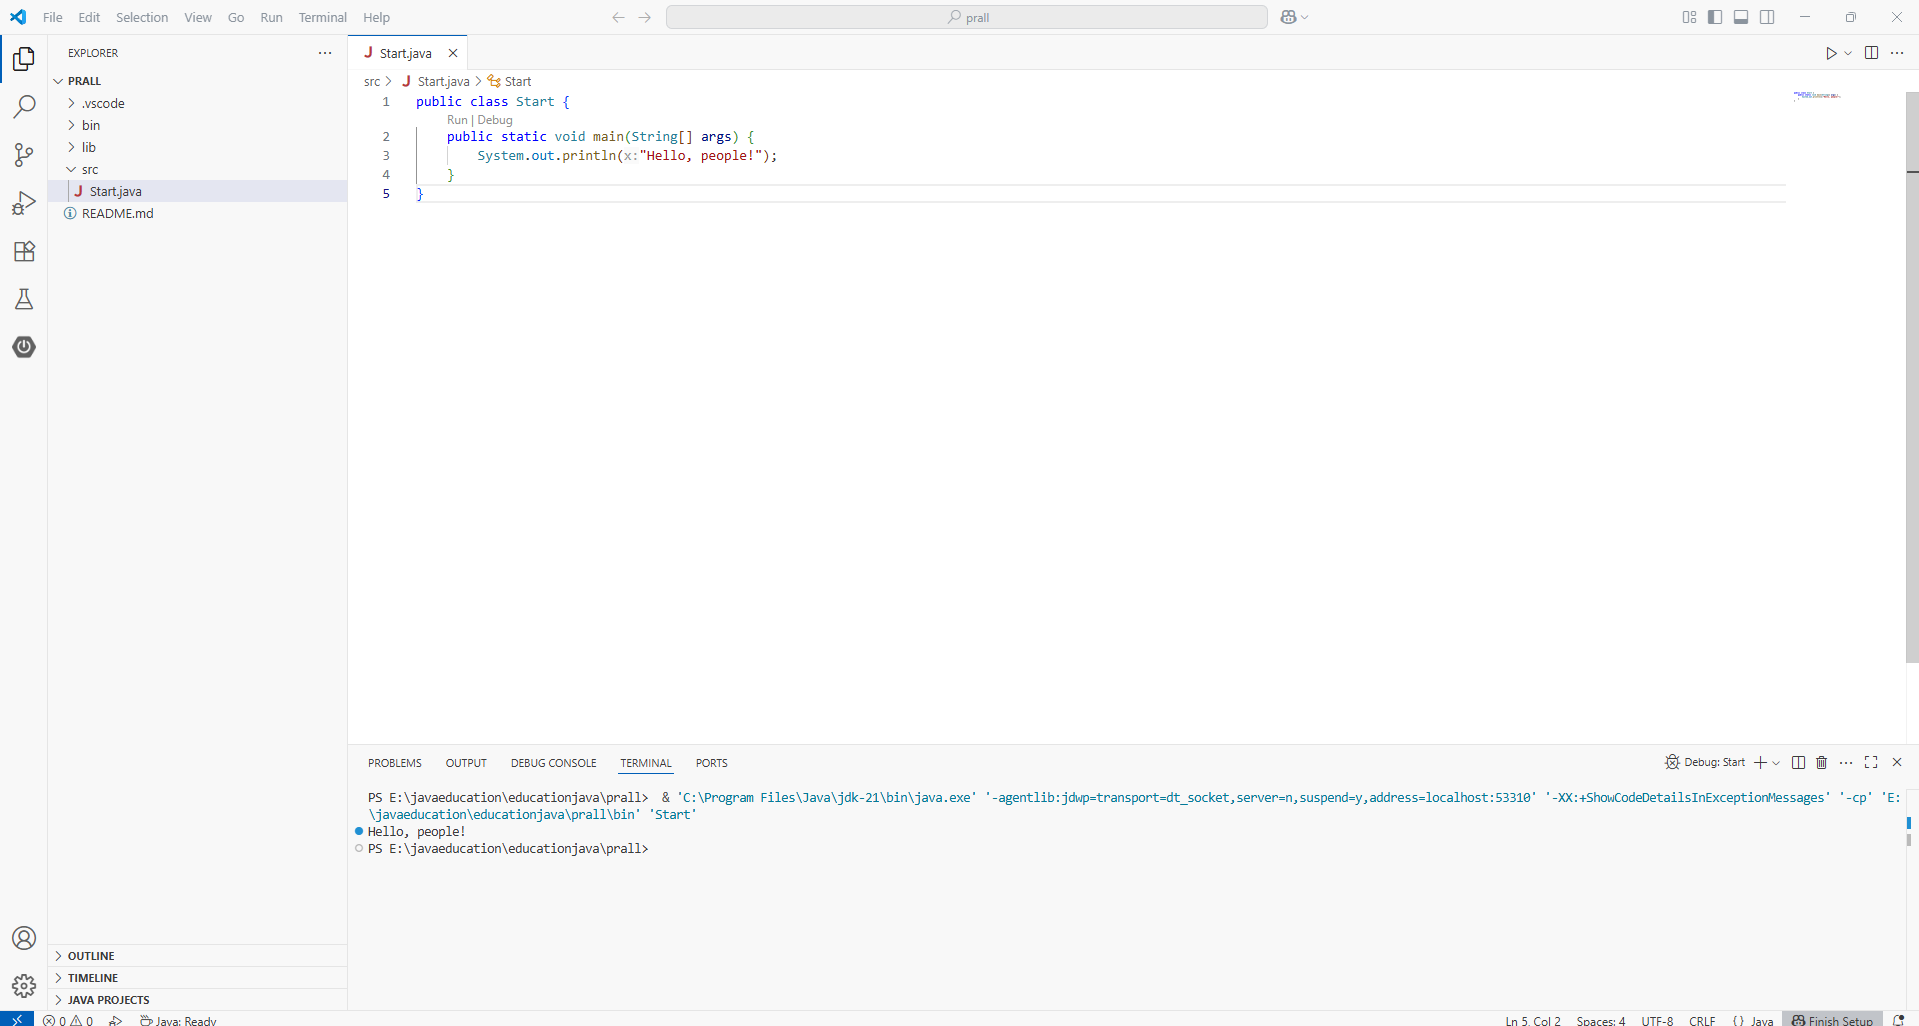 File Edit Selection View Go Run Terminal Help
prall
EXPLORER
PRALL
.vscode
bin
lib
src
Start.java
README.md
OUTLINE
TIMELINE
JAVA PROJECTS
Start.java
src > Start.java > Start
1 public class Start {
Run | Debug
2 public static void main(String[] args) {
3 System.out.println(x:"Hello, people!");
4 }
5 }
PROBLEMS OUTPUT DEBUG CONSOLE TERMINAL PORTS
Debug: Start
PS E:\javaeducation\educationjava\prall>  & 'C:\Program Files\Java\jdk-21\bin\java.exe' '-agentlib:jdwp=transport=dt_socket,server=n,suspend=y,address=localhost:53310' '-XX:+ShowCodeDetailsInExceptionMessages' '-cp' 'E:
\javaeducation\educationjava\prall\bin' 'Start'
Hello, people!
PS E:\javaeducation\educationjava\prall>
0 0 Java: Ready Ln 5, Col 2 Spaces: 4 UTF-8 CRLF {} Java Finish Setup